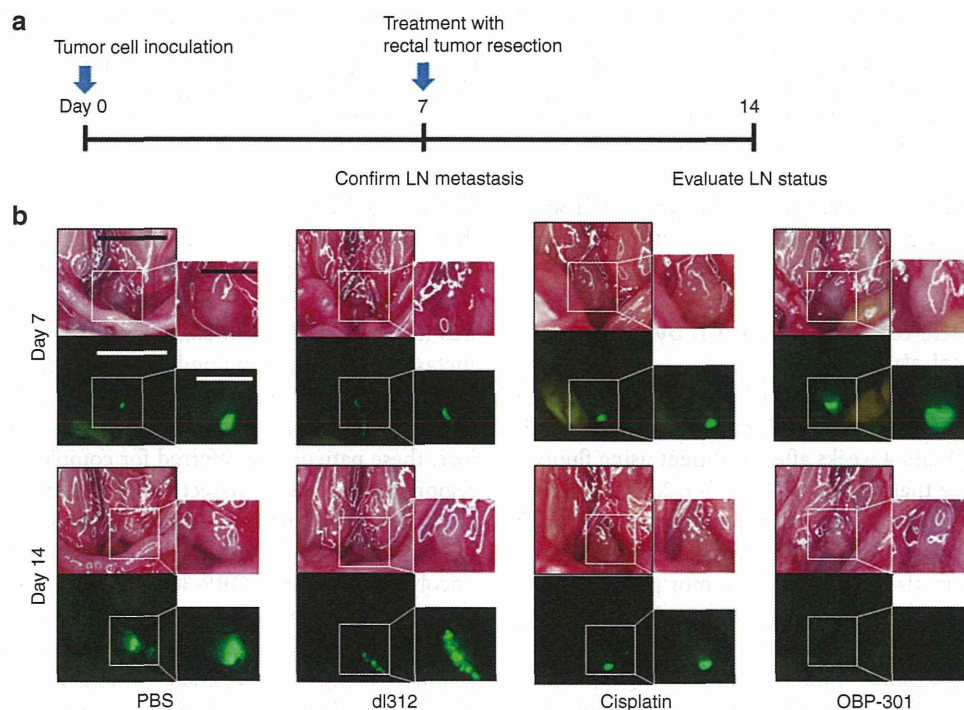 a
Tumor cell inoculation
Treatment with
rectal tumor resection
Day 0
7
14
Confirm LN metastasis
Evaluate LN status
b
Day 7
Day 14
PBS
dl312
Cisplatin
OBP-301